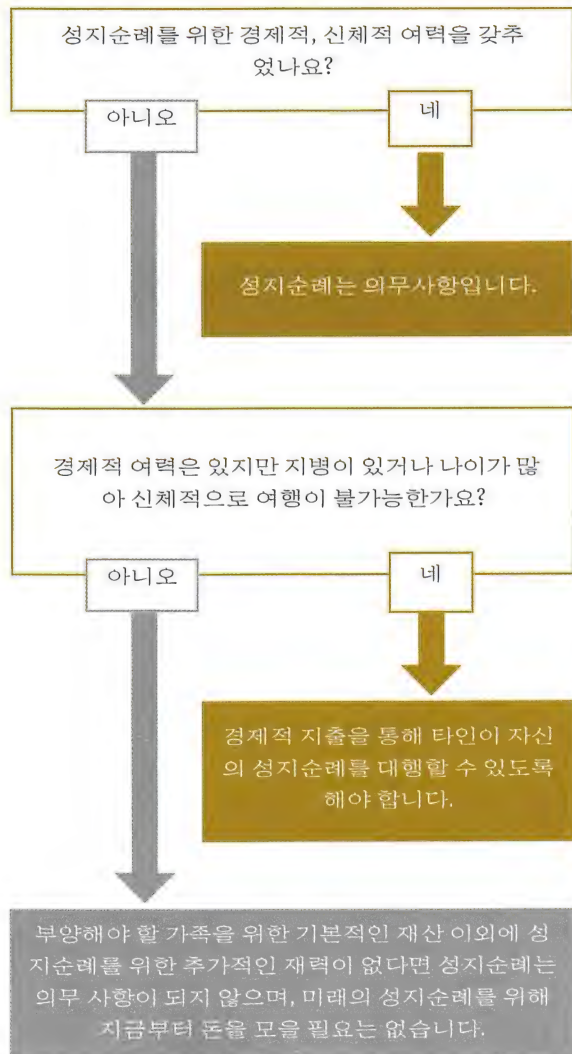 성지순례를 위한 경제적, 신체적 여력을 갖추
었나요?
아니오
네
성지순례는 의무사항입니다.
경제적 여력은 있지만 지병이 있거나 나이가 많
아 신체적으로 여행이 불가능한가요?
아니오
네
경제적 지출을 통해 타인이 자신
의 성지순례를 대행할 수 있도록
해야 합니다.
부양해야 할 가족을 위한 기본적인 재산 이외에 성
지순례를 위한 추가적인 재력이 없다면 성지순례는
의무 사항이 되지 않으며, 미래의 성지순례를 위해
지금부터 돈을 모을 필요는 없습니다.